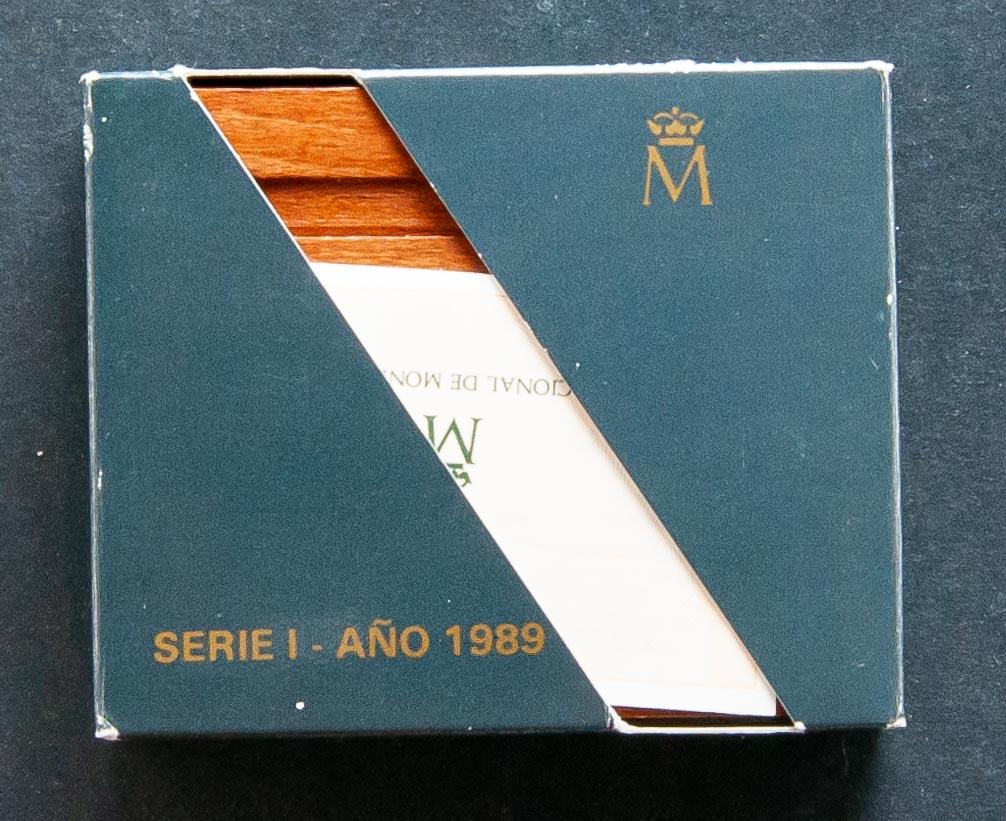 M
CIONAL DE MON
M
SERIE I - AÑO 1989